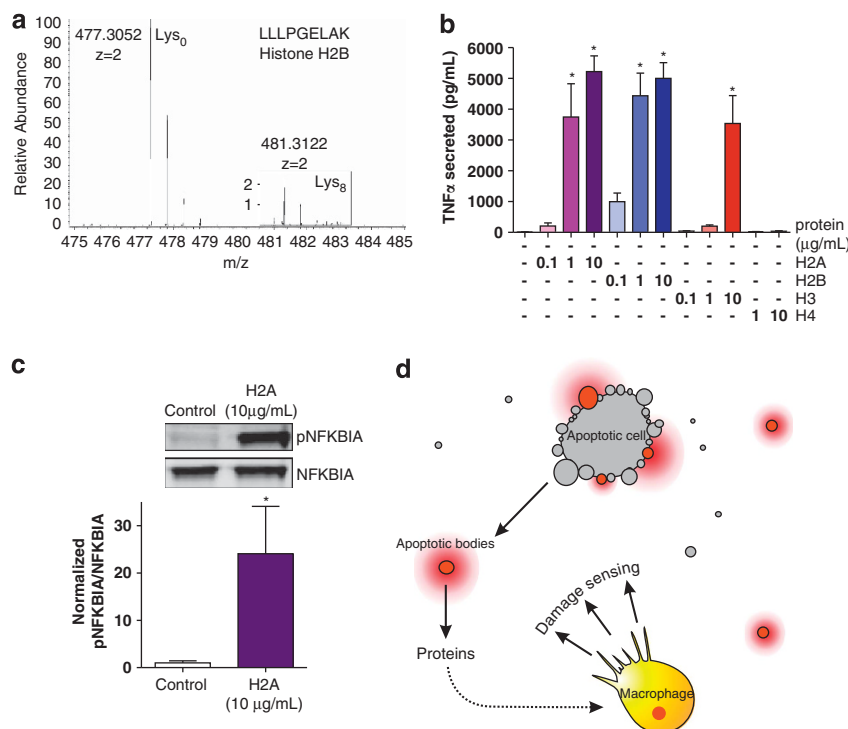 a
477.3052
z=2
Lys0
LLLPGELAK
Histone H2B
481.3122
z=2
Lys8
2
1
Relative Abundance
100
90
80
70
60
50
40
30
20
10
0
475 476 477 478 479 480 481 482 483 484 485
m/z
b
TNFα secreted (pg/mL)
6000
5000
4000
3000
2000
1000
0
* * * * *
protein
(μg/mL)
- 0.1 1 10 - - - - - - - - H2A
- - - - 0.1 1 10 - - - - - H2B
- - - - - - - 0.1 1 10 - - H3
- - - - - - - - - - 1 10 H4
c
Control
H2A
(10μg/mL)
pNFKBIA
NFKBIA
Normalized
pNFKBIA/NFKBIA
30
20
10
0
*
Control
H2A
(10 μg/mL)
d
Apoptotic cell
Apoptotic bodies
Proteins
Damage sensing
Macrophage